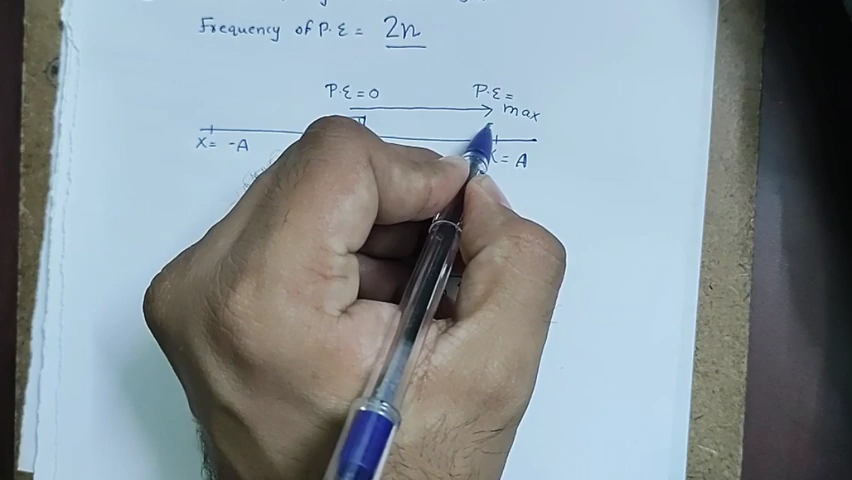 Frequency of P.E = 2n
P.E = 0
P.E = max
x = -A
x = A